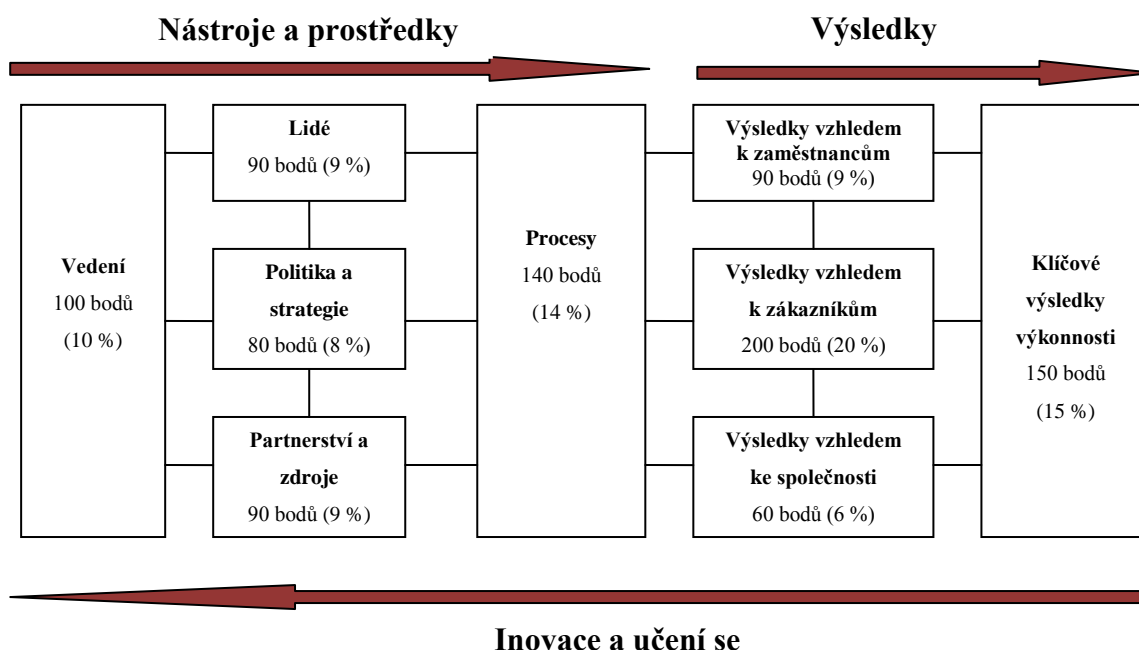 Nástroje a prostředky
Výsledky
Vedení
100 bodů
(10 %)
Lidé
90 bodů (9 %)
Politika a
strategie
80 bodů (8 %)
Partnerství a
zdroje
90 bodů (9 %)
Procesy
140 bodů
(14 %)
Výsledky vzhledem
k zaměstnancům
90 bodů (9 %)
Výsledky vzhledem
k zákazníkům
200 bodů (20 %)
Výsledky vzhledem
ke společnosti
60 bodů (6 %)
Klíčové
výsledky
výkonnosti
150 bodů
(15 %)
Inovace a učení se